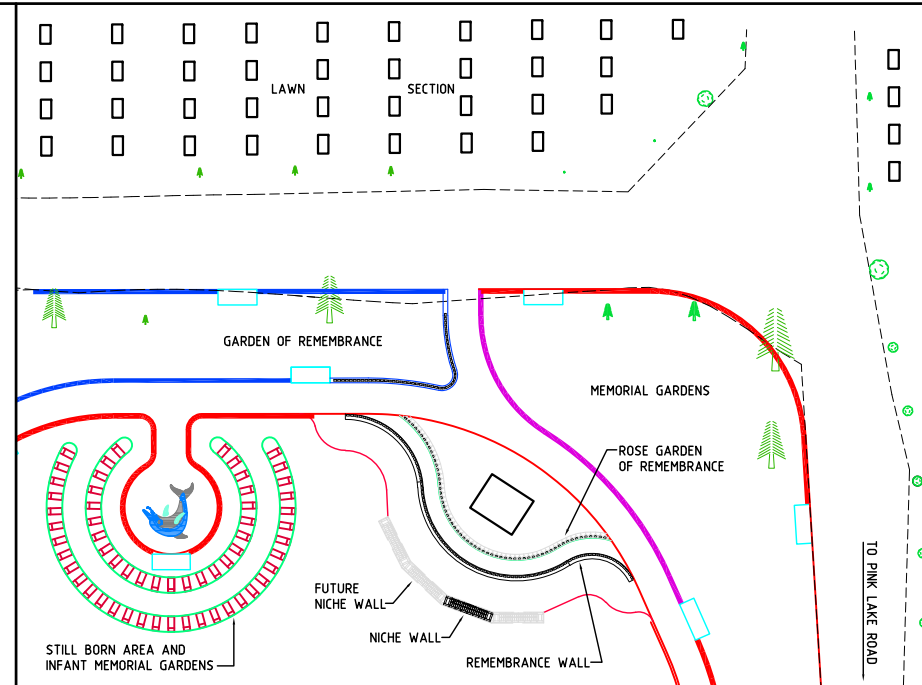 LAWN SECTION
GARDEN OF REMEMBRANCE
MEMORIAL GARDENS
ROSE GARDEN
OF REMEMBRANCE
FUTURE
NICHE WALL
NICHE WALL
REMEMBRANCE WALL
STILL BORN AREA AND
INFANT MEMORIAL GARDENS
TO PINK LAKE ROAD